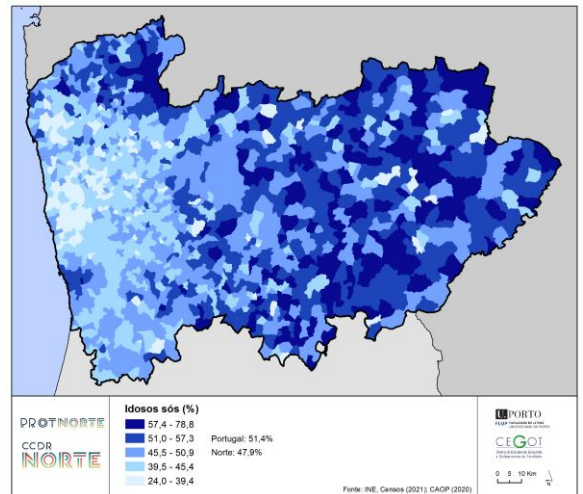 PROTNORTE
CCDR
NORTE
Idosos sós (%)
57,4 - 78,8
51,0 - 57,3
45,5 - 50,9
39,5 - 45,4
24,0 - 39,4
Portugal: 51,4%
Norte: 47,9%
U.PORTO
FLUP FACULDADE DE LETRAS
UNIVERSIDADE DO PORTO
CEGOT
0 5 10 Km
N
Fonte: INE, Censos (2021); CAOP (2020)